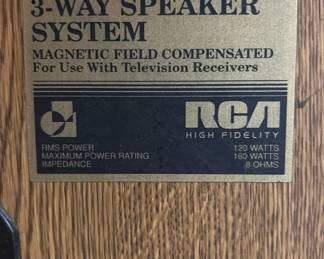 3-WAY SPEAKER
SYSTEM
MAGNETIC FIELD COMPENSATED
For Use With Television Receivers
RCA
HIGH FIDELITY
RMS POWER 120 WATTS
MAXIMUM POWER RATING 160 WATTS
IMPEDANCE 8 OHMS